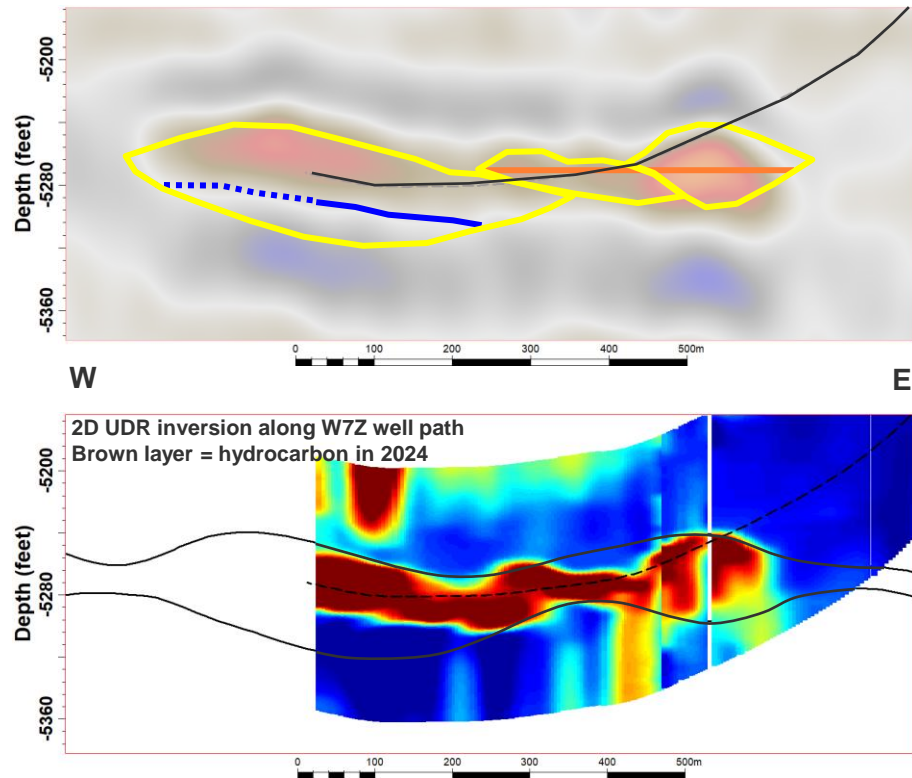 Depth (feet)
-5200
-5280
-5360
0 100 200 300 400 500m
W E
2D UDR inversion along W7Z well path
Brown layer = hydrocarbon in 2024
Depth (feet)
-5200
-5280
-5360
0 100 200 300 400 500m